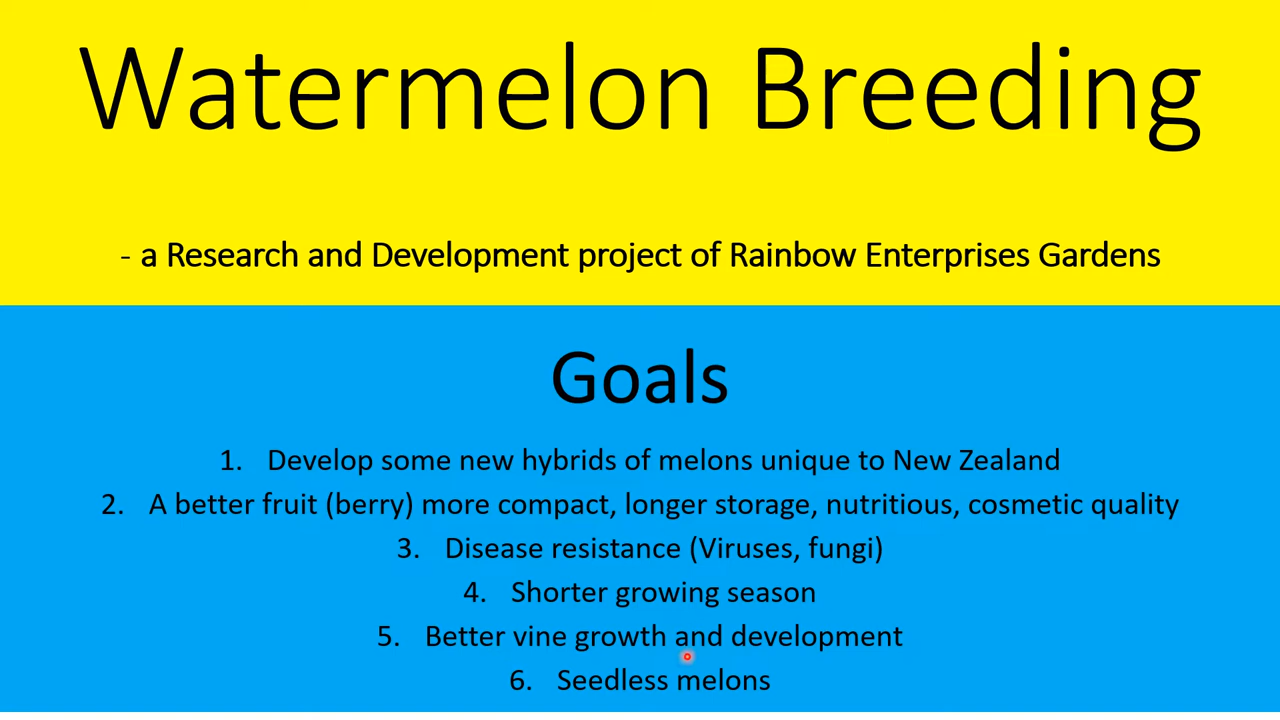 Watermelon Breeding
- a Research and Development project of Rainbow Enterprises Gardens
Goals
1. Develop some new hybrids of melons unique to New Zealand
2. A better fruit (berry) more compact, longer storage, nutritious, cosmetic quality
3. Disease resistance (Viruses, fungi)
4. Shorter growing season
5. Better vine growth and development
6. Seedless melons